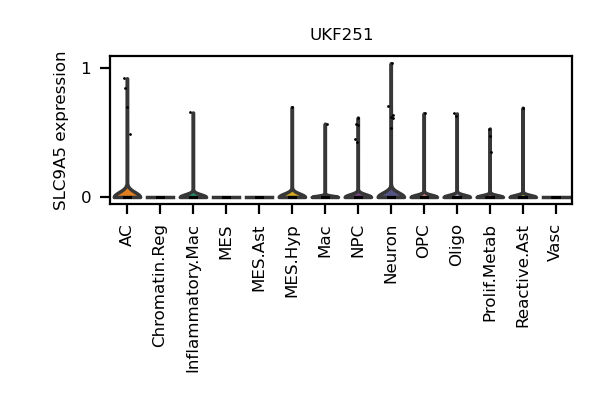 UKF251
SLC9A5 expression
1
0
AC
Chromatin.Reg
Inflammatory.Mac
MES
MES.Ast
MES.Hyp
Mac
NPC
Neuron
OPC
Oligo
Prolif.Metab
Reactive.Ast
Vasc